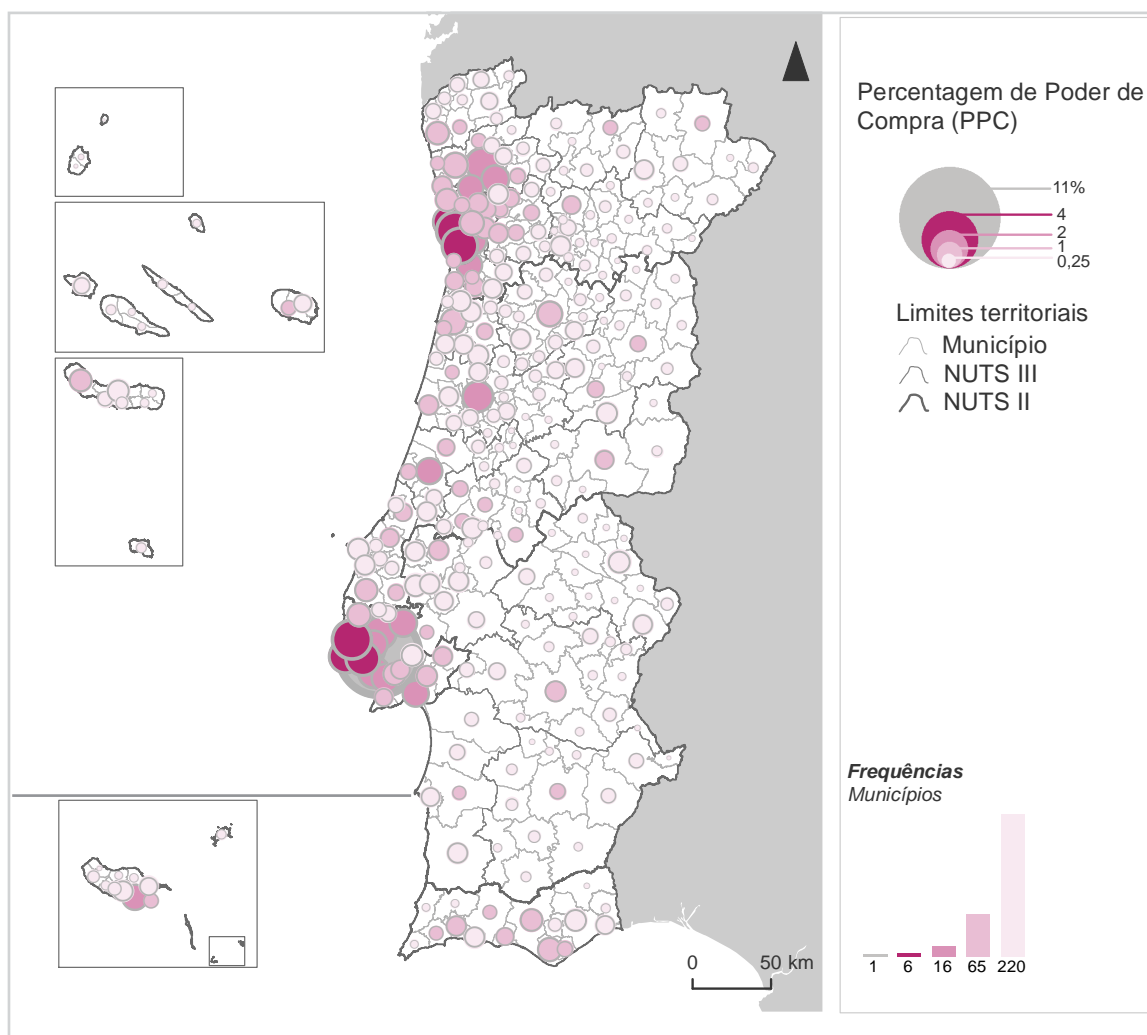 Percentagem de Poder de
Compra (PPC)
11%
4
2
1
0,25
Limites territoriais
Município
NUTS III
NUTS II
Frequências
Municípios
1 6 16 65 220
0 50 km